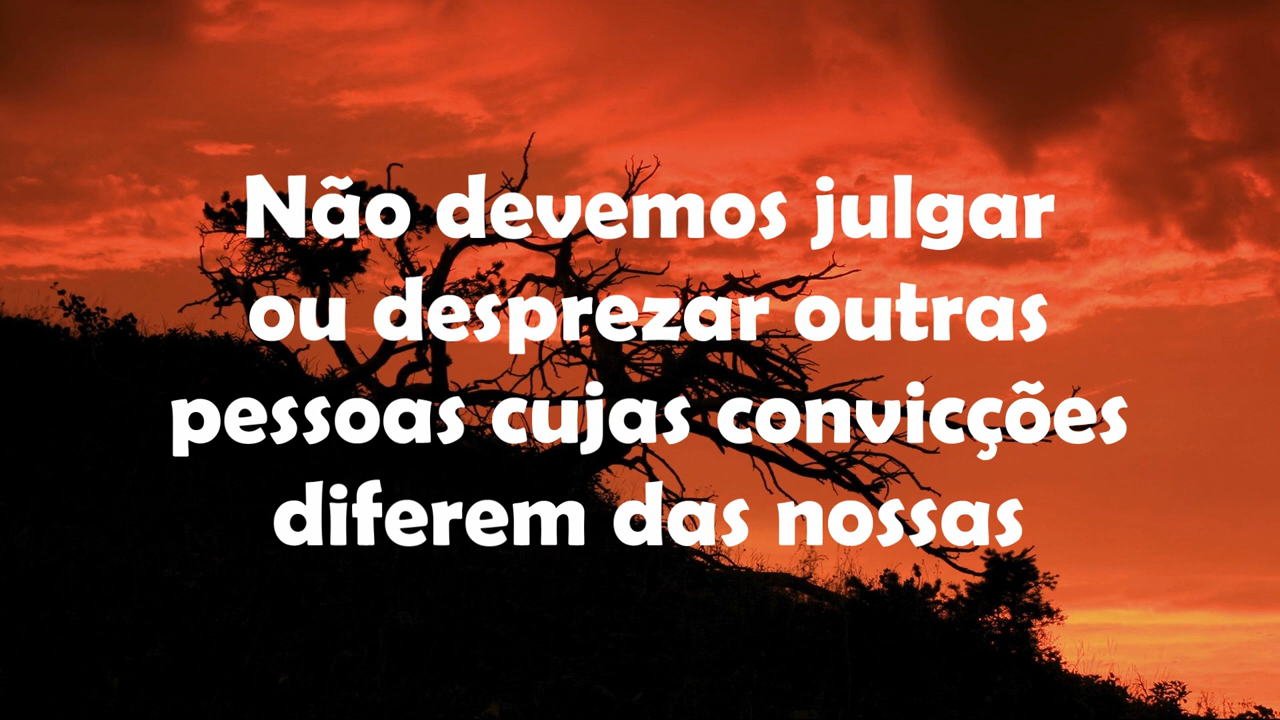 Não devemos julgar
ou desprezar outras
pessoas cujas convicções
diferem das nossas